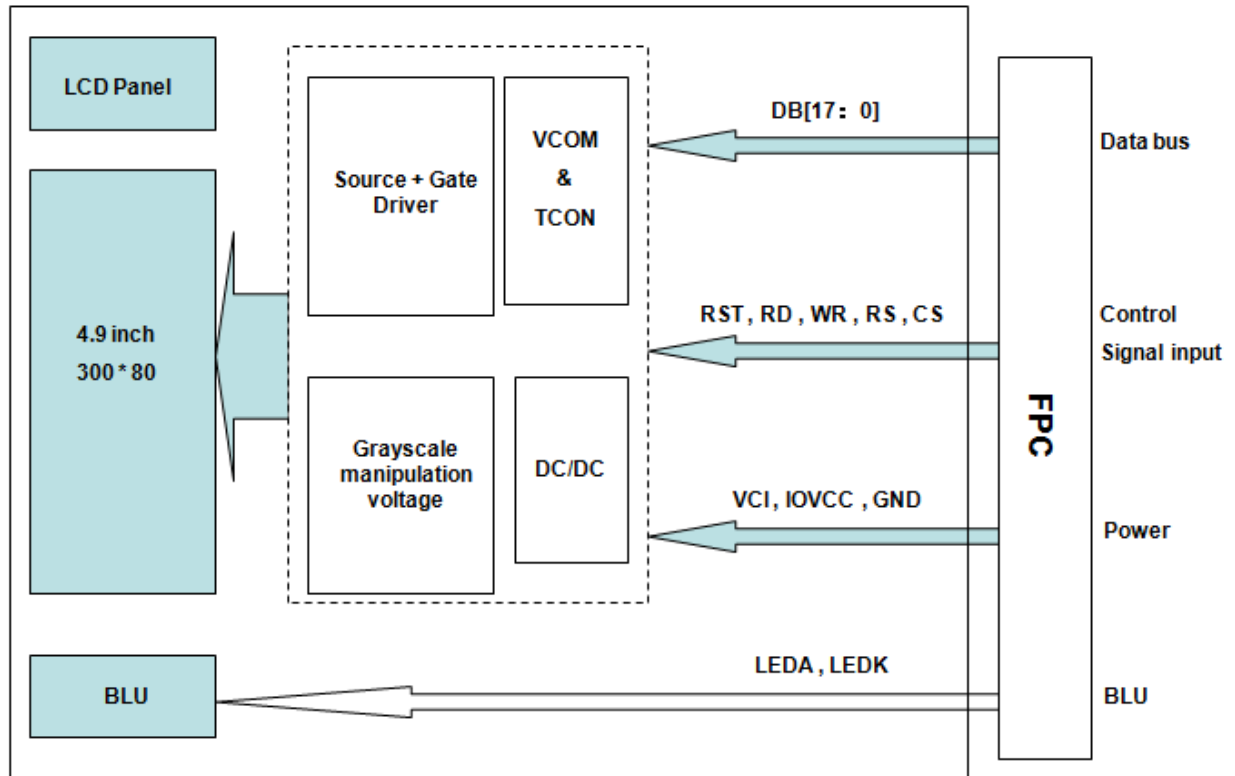 LCD Panel
4.9 inch
300 * 80
BLU
Source + Gate
Driver
VCOM
&
TCON
Grayscale
manipulation
voltage
DC/DC
DB[17：0]
RST , RD , WR , RS , CS
VCI , IOVCC , GND
LEDA , LEDK
FPC
Data bus
Control
Signal input
Power
BLU